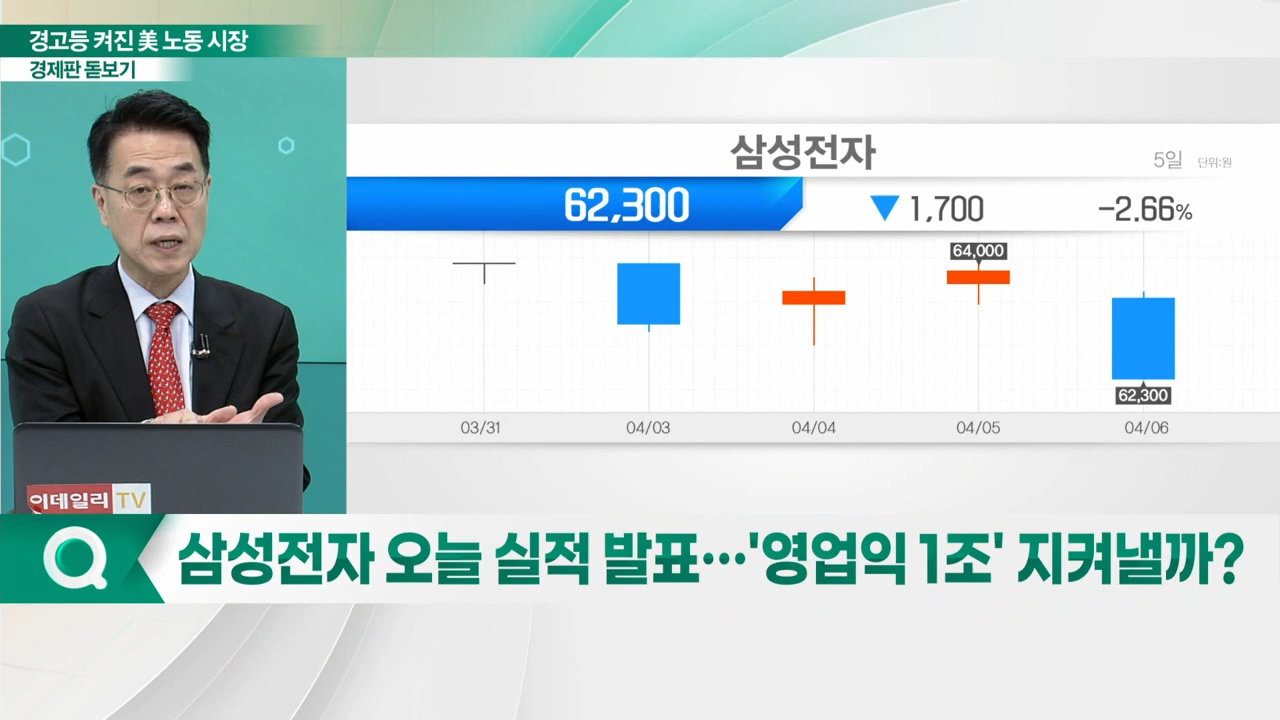 경고등 켜진 美 노동 시장
경제판 돋보기
삼성전자
5일 단위:원
62,300 ▼ 1,700 -2.66%
64,000
62,300
03/31 04/03 04/04 04/05 04/06
이데일리 TV
삼성전자 오늘 실적 발표…'영업익 1조' 지켜낼까?